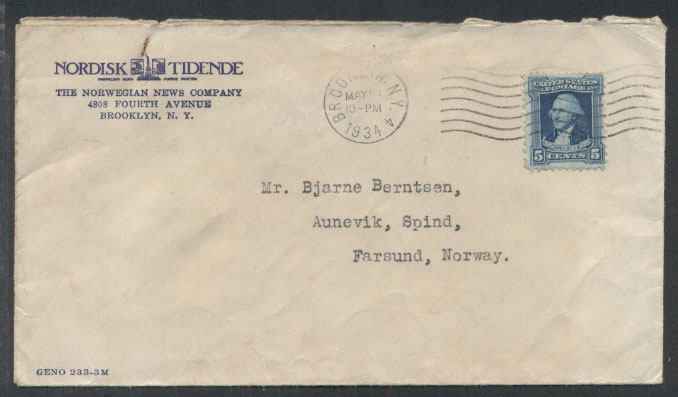 NORDISK TIDENDE
THE NORWEGIAN NEWS COMPANY
4808 FOURTH AVENUE
BROOKLYN, N. Y.
BROOKLYN, N.Y. 4
MAY
10-PM
1934
UNITED STATES
POSTAGE
5 CENTS 5
Mr. Bjarne Berntsen,
Aunevik, Spind,
Farsund, Norway.
GENO 233-3M